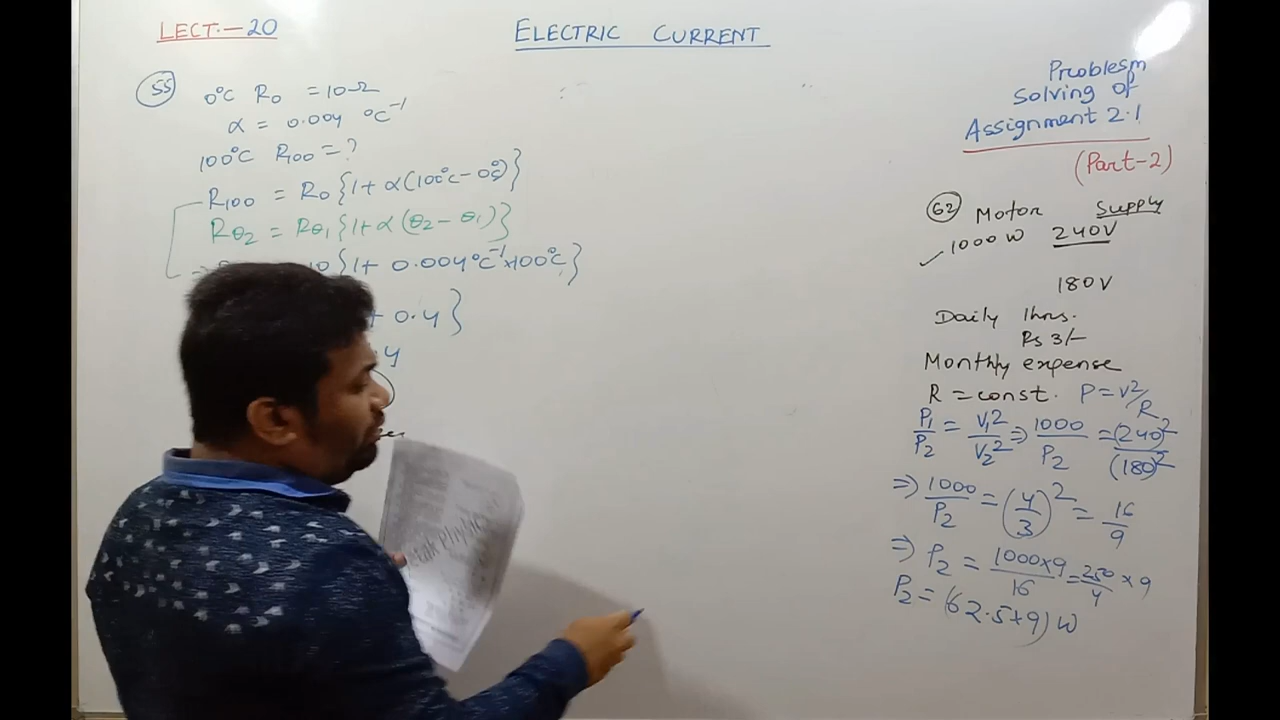 LECT.-20
ELECTRIC CURRENT
55
0°C R₀ = 10Ω
α = 0.004 °C⁻¹
100°C R₁₀₀ = ?
R₁₀₀ = R₀{1+ α(100°C - 0°C)}
Rθ₂ = Rθ₁{1+α(θ₂-θ₁)}
10{1+ 0.004°C⁻¹×100°C}
+ 0.4}
Problesm
Solving of
Assignment 2.1
(Part-2)
62 Motor Supply
1000 W 240V
180V
Daily 1hrs.
Rs 3/-
Monthly expense
R = const. P = V²/R
P₁/P₂ = V₁²/V₂² ⇒ 1000/P₂ = (240)²/(180)²
⇒ 1000/P₂ = (4/3)² = 16/9
⇒ P₂ = 1000×9/16 = 250/4 × 9
P₂ = (62.5×9) W